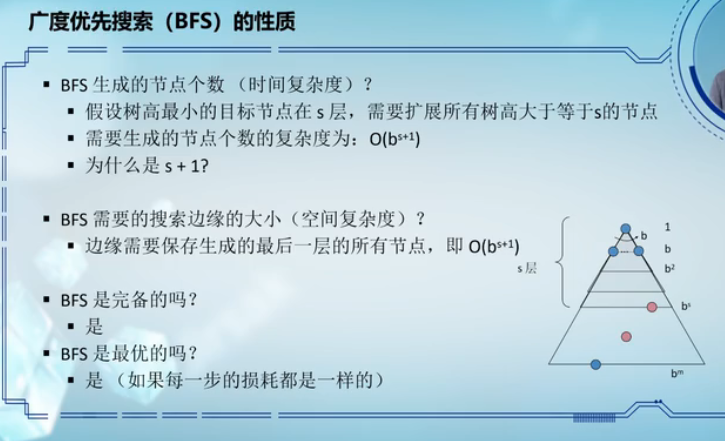 广度优先搜索（BFS）的性质
BFS 生成的节点个数 （时间复杂度）？
假设树高最小的目标节点在 s 层，需要扩展所有树高大于等于s的节点
需要生成的节点个数的复杂度为：O(bˢ⁺¹)
为什么是 s + 1?
BFS 需要的搜索边缘的大小（空间复杂度）？
边缘需要保存生成的最后一层的所有节点，即 O(bˢ⁺¹)
BFS 是完备的吗？
是
BFS 是最优的吗？
是 （如果每一步的损耗都是一样的）
s 层
b
1
b
b²
bˢ
bᵐ